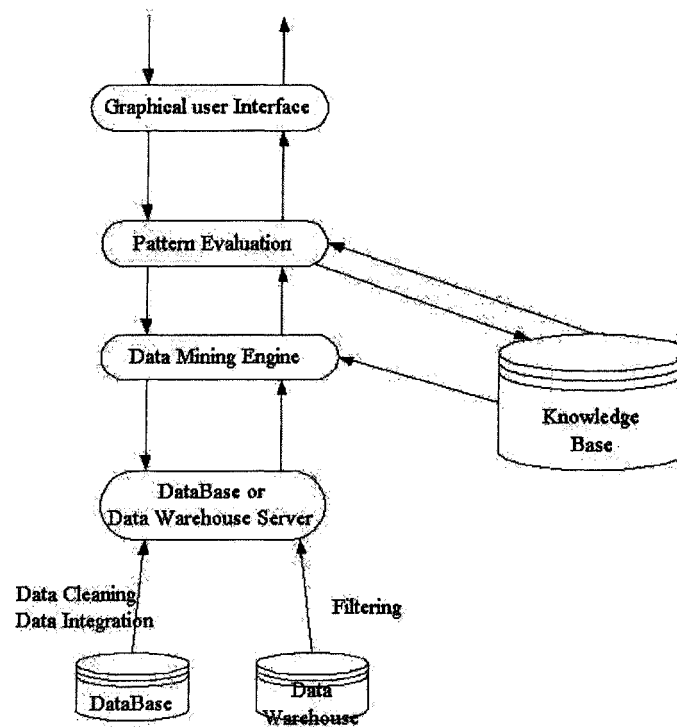 Graphical user Interface
Pattern Evaluation
Data Mining Engine
Knowledge
Base
DataBase or
Data Warehouse Server
Data Cleaning
Data Integration
Filtering
DataBase
Data
Warehouse